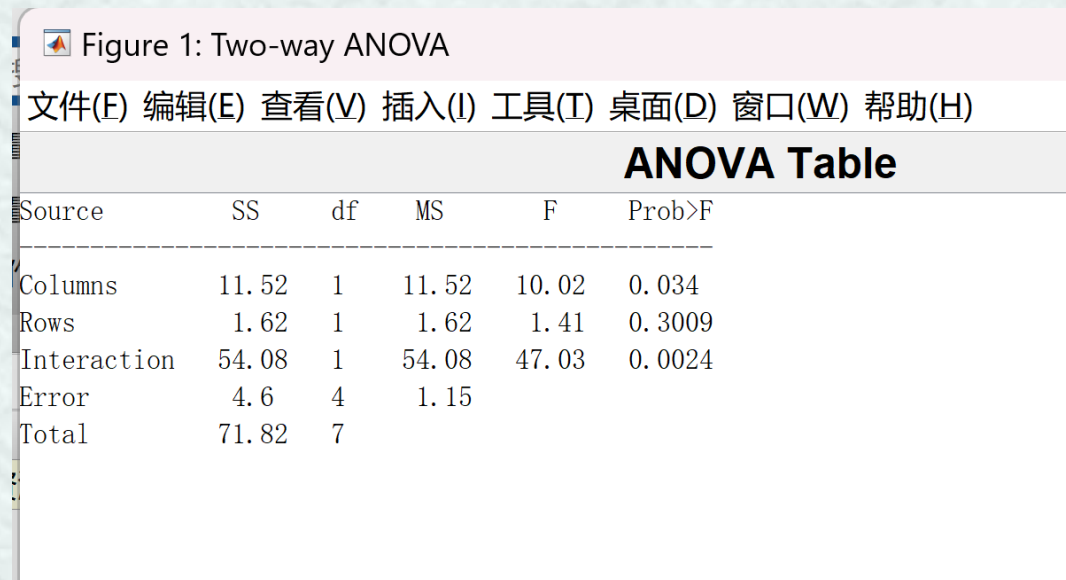 Figure 1: Two-way ANOVA
文件(F) 编辑(E) 查看(V) 插入(I) 工具(T) 桌面(D) 窗口(W) 帮助(H)
ANOVA Table
Source SS df MS F Prob>F
Columns 11.52 1 11.52 10.02 0.034
Rows 1.62 1 1.62 1.41 0.3009
Interaction 54.08 1 54.08 47.03 0.0024
Error 4.6 4 1.15
Total 71.82 7